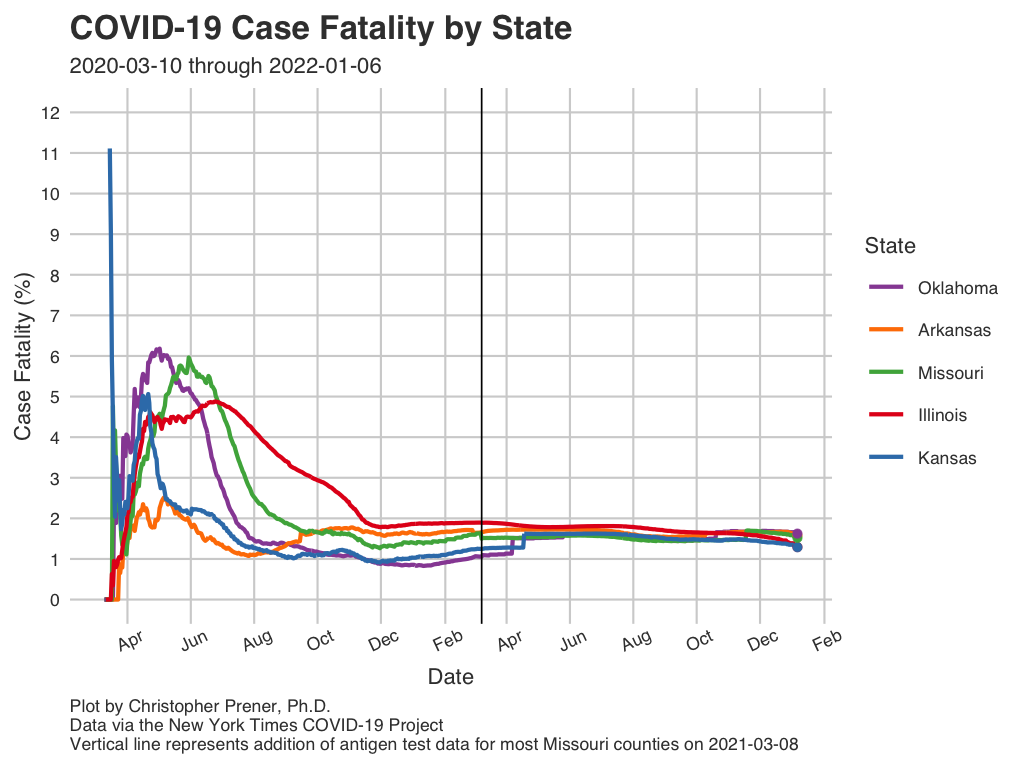 COVID-19 Case Fatality by State
2020-03-10 through 2022-01-06
Case Fatality (%)
12
11
10
9
8
7
6
5
4
3
2
1
0
Apr Jun Aug Oct Dec Feb Apr Jun Aug Oct Dec Feb
Date
State
Oklahoma
Arkansas
Missouri
Illinois
Kansas
Plot by Christopher Prener, Ph.D.
Data via the New York Times COVID-19 Project
Vertical line represents addition of antigen test data for most Missouri counties on 2021-03-08